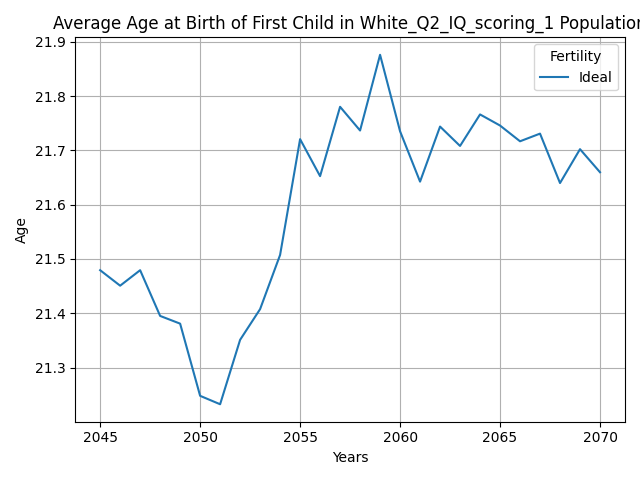 Average Age at Birth of First Child in White_Q2_IQ_scoring_1 Population
21.9
21.8
21.7
21.6
21.5
21.4
21.3
Age
Fertility
Ideal
2045 2050 2055 2060 2065 2070
Years